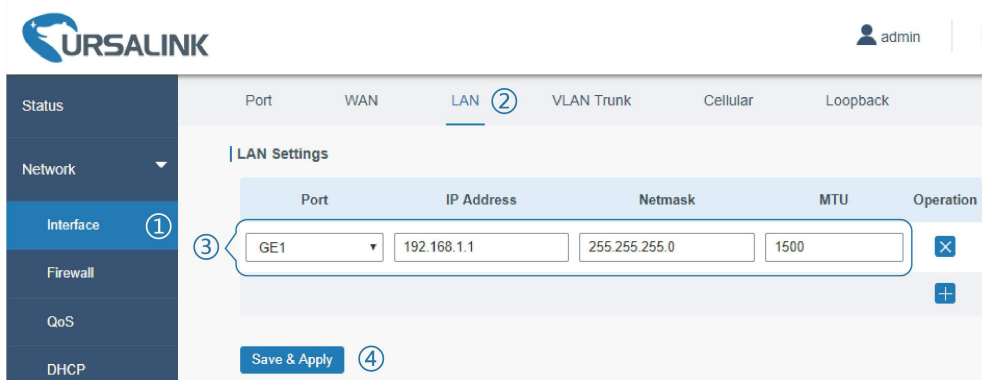 URSALINK
admin
Status
Port WAN LAN ② VLAN Trunk Cellular Loopback
Network
LAN Settings
Port IP Address Netmask MTU Operation
Interface ①
③ GE1 192.168.1.1 255.255.255.0 1500
Firewall
QoS
Save & Apply ④
DHCP